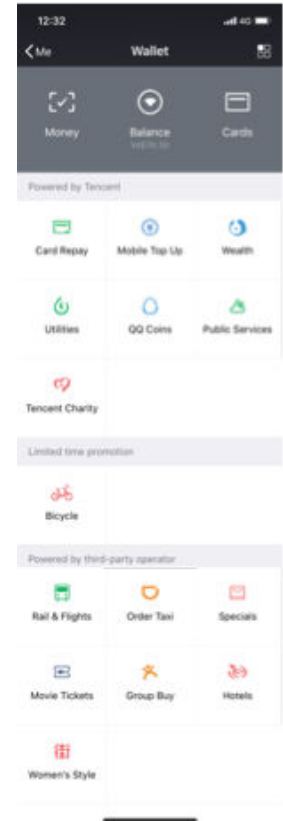 12:32
4G
Me
Wallet
Money
Balance
Cards
Powered by Tencent
Card Repay
Mobile Top Up
Wealth
Utilities
QQ Coins
Public Services
Tencent Charity
Limited time promotion
Bicycle
Powered by third-party operator
Rail & Flights
Order Taxi
Specials
Movie Tickets
Group Buy
Hotels
Women's Style